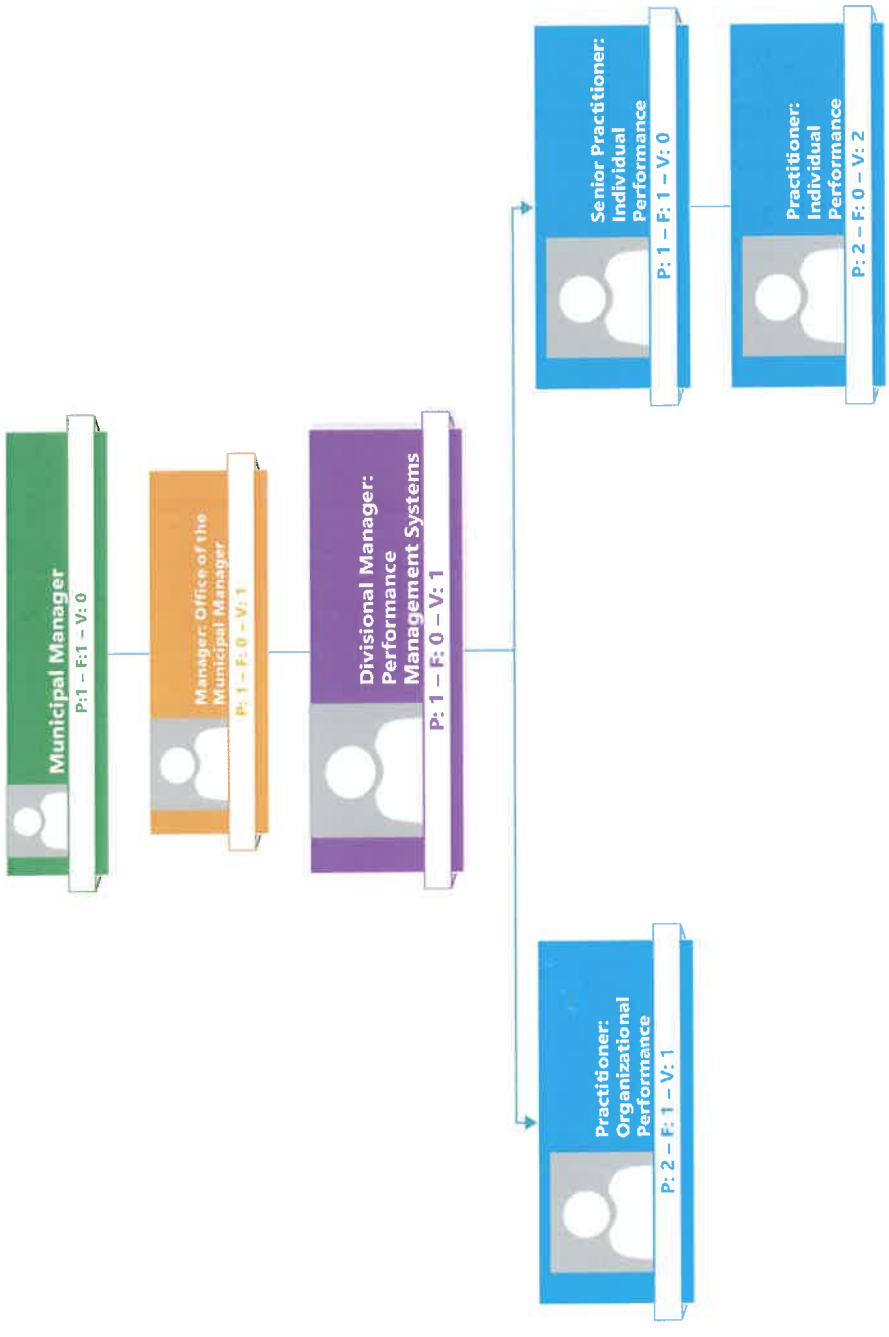 Municipal Manager
P:1 – F:1 – V: 0
Manager: Office of the
Municipal Manager
P: 1 – F: 0 – V: 1
Divisional Manager:
Performance
Management Systems
P: 1 – F: 0 – V: 1
Practitioner:
Organizational
Performance
P: 2 – F: 1 – V: 1
Senior Practitioner:
Individual
Performance
P: 1 – F: 1 – V: 0
Practitioner:
Individual
Performance
P: 2 – F: 0 – V: 2